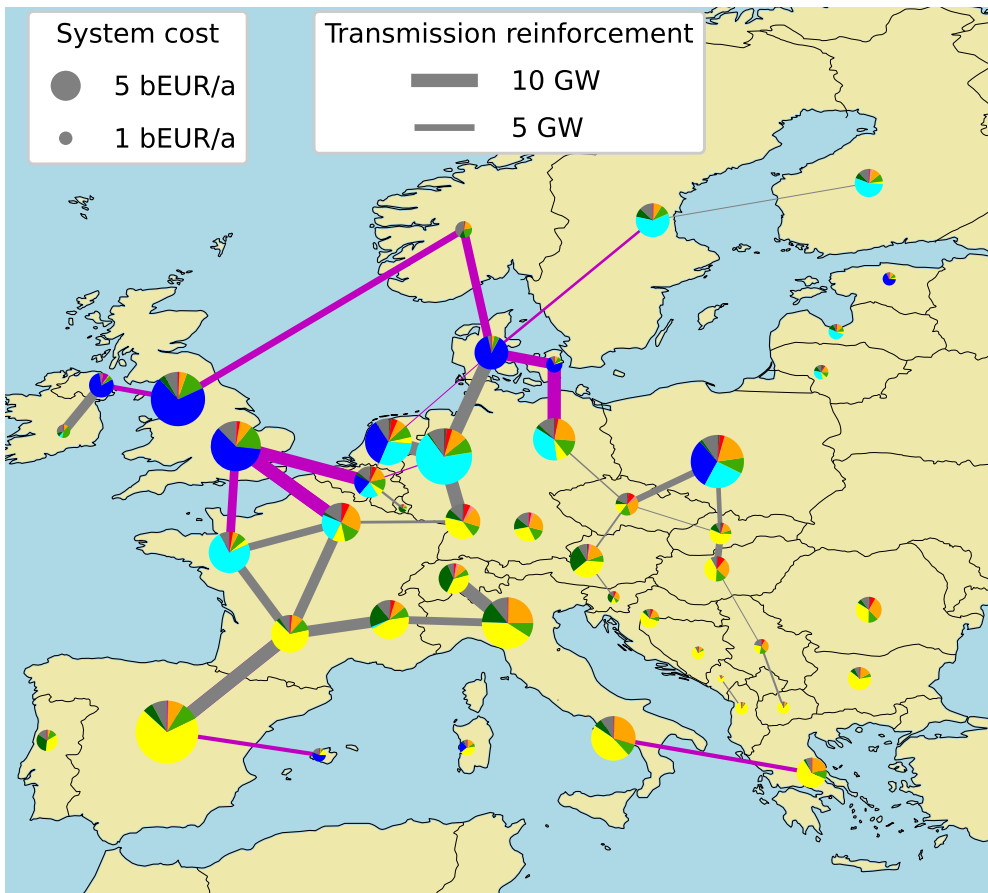 System cost
5 bEUR/a
1 bEUR/a
Transmission reinforcement
10 GW
5 GW